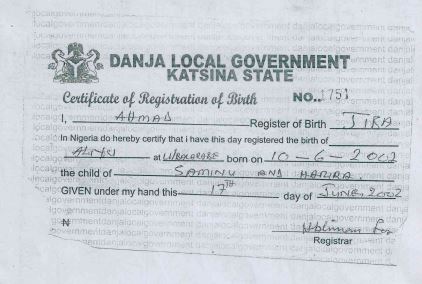 DANJA LOCAL GOVERNMENT
KATSINA STATE
Certificate of Registration of Birth NO. 1751
I, AHMAD Register of Birth JIRA
In Nigeria do hereby certify that i have this day registered the birth of
ALIYU at born on 10-6-2002
the child of SAMINU AND HARIRA.
GIVEN under my hand this 17TH day of JUNE, 2002
₦
Registrar